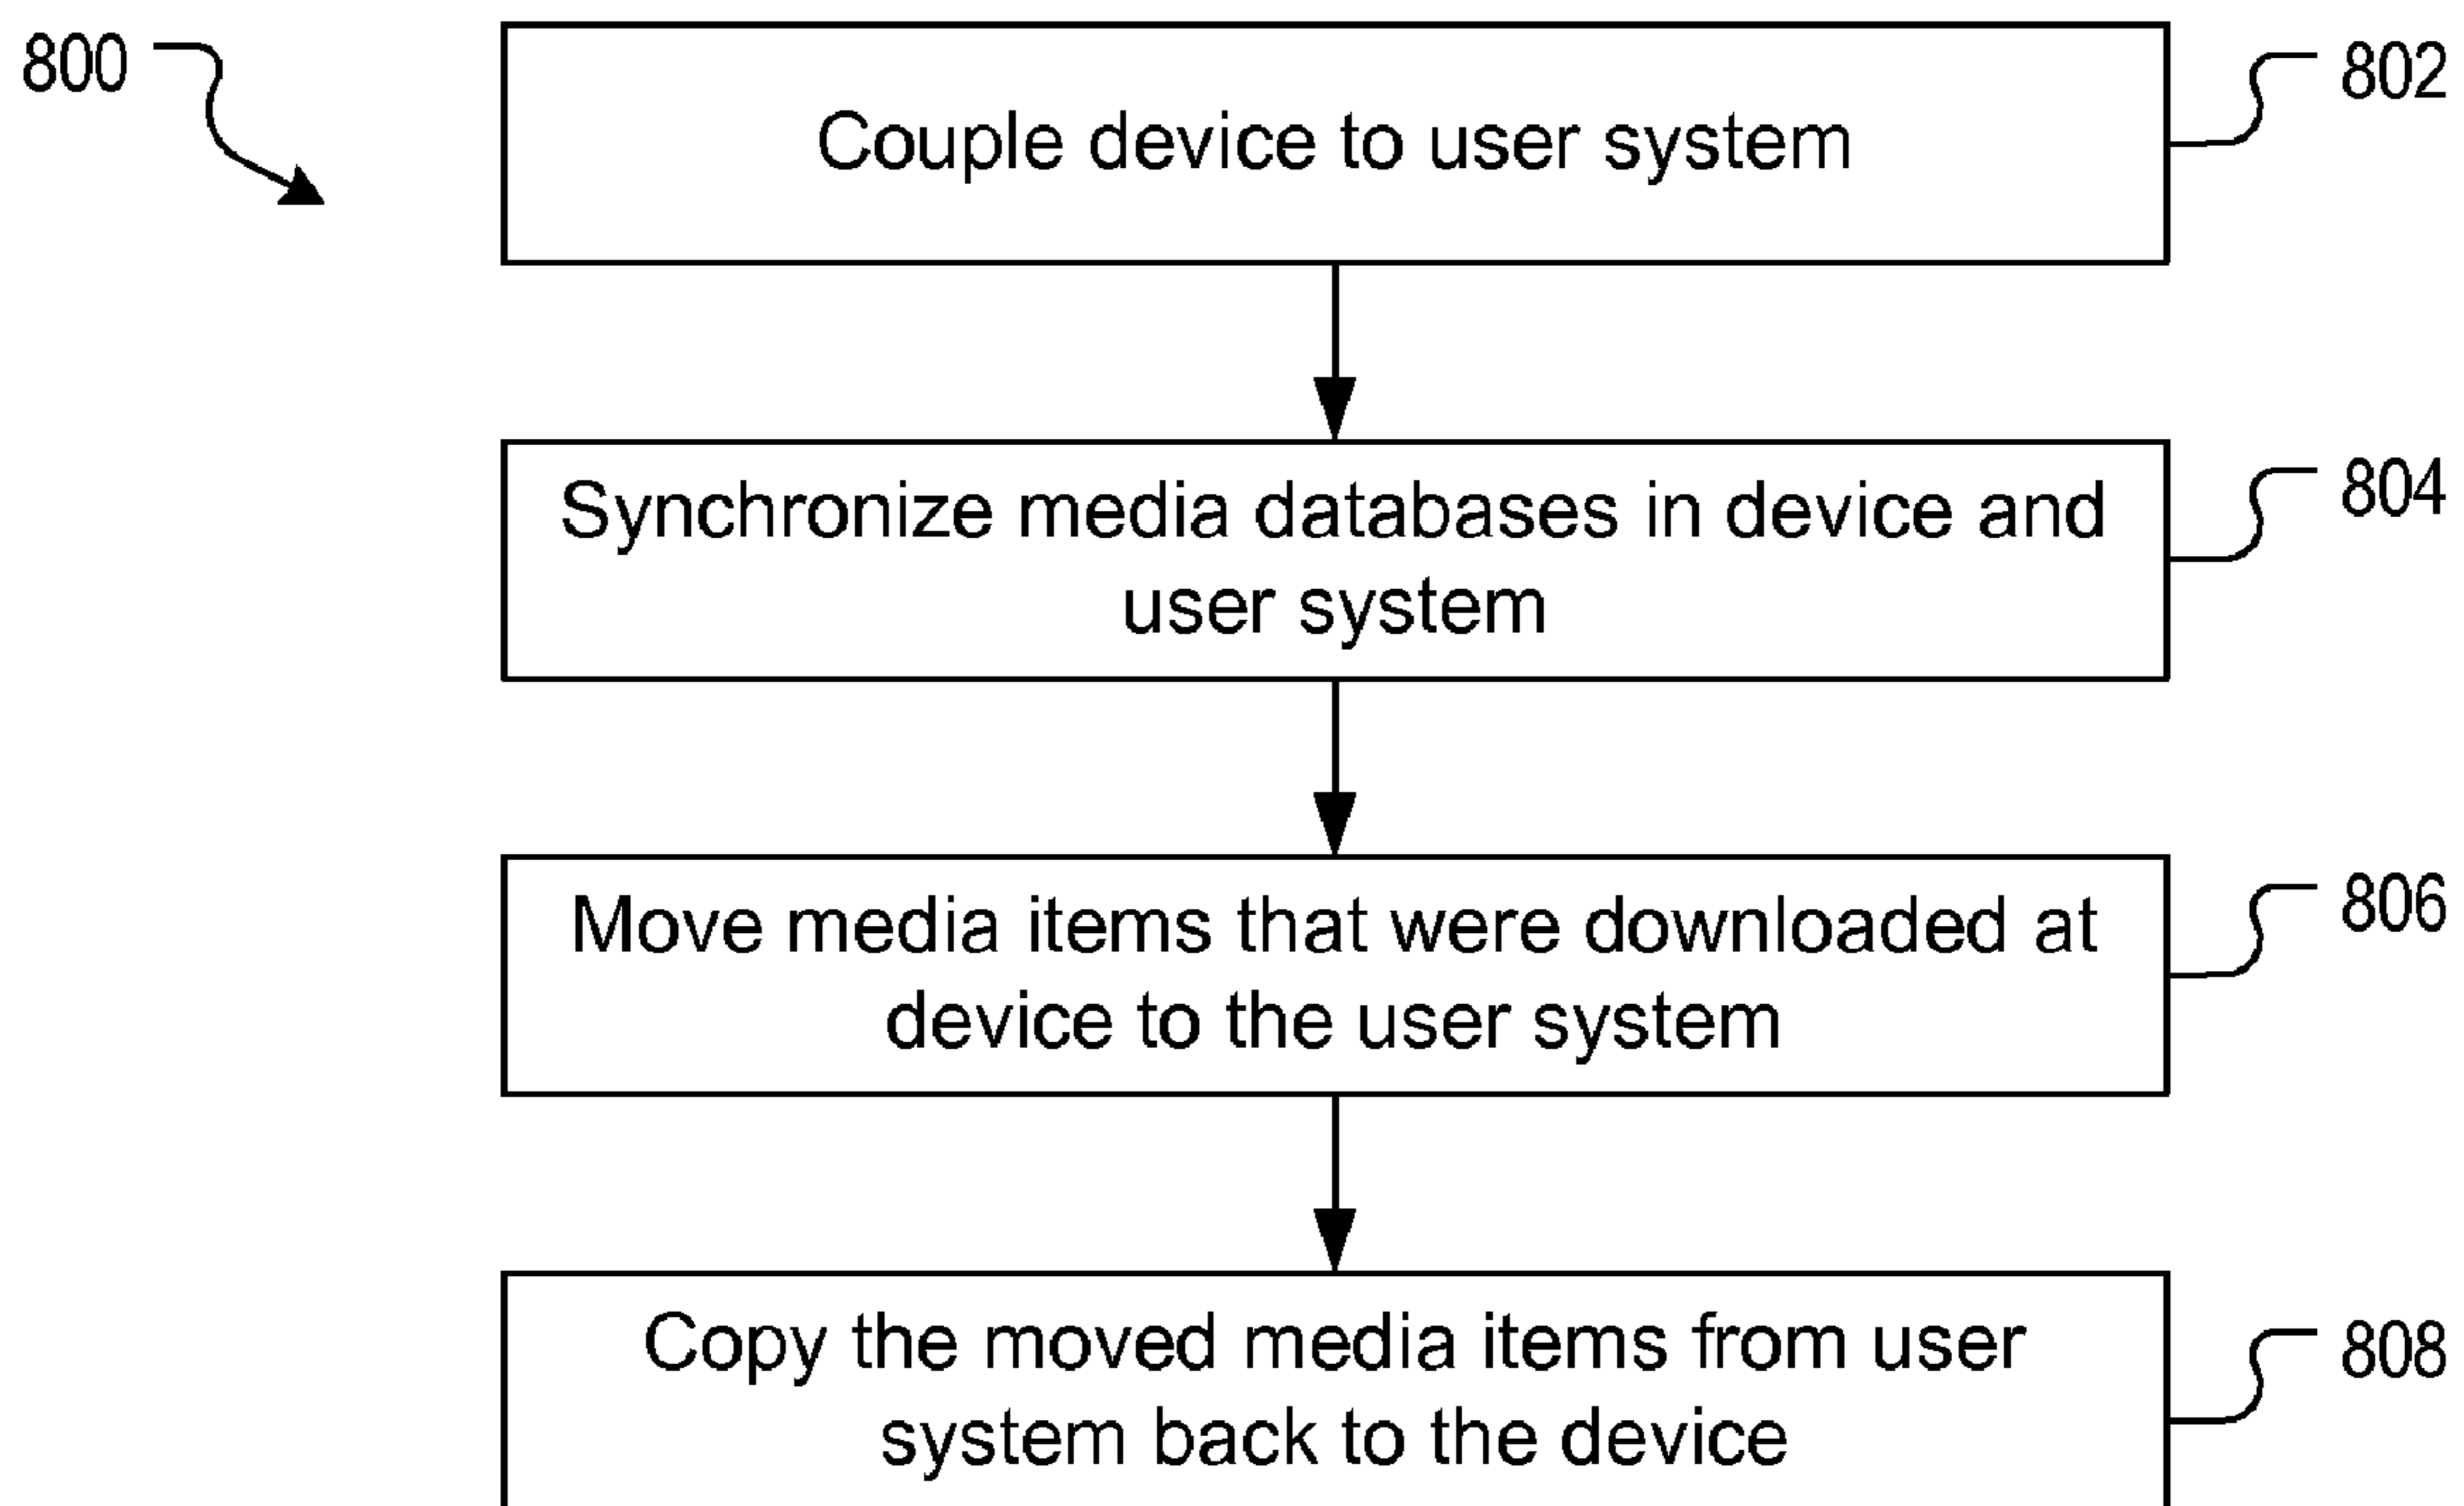 800
Couple device to user system
802
Synchronize media databases in device and
user system
804
Move media items that were downloaded at
device to the user system
806
Copy the moved media items from user
system back to the device
808